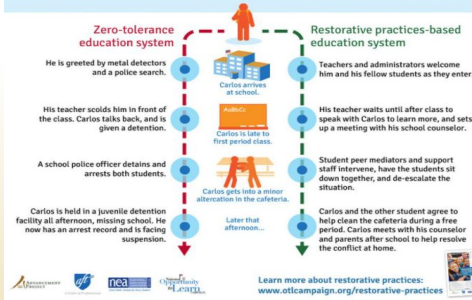 Zero-tolerance
education system
Restorative practices-based
education system
He is greeted by metal detectors
and a police search.
Carlos arrives
at school.
Teachers and administrators welcome
him and his fellow students as they enter.
His teacher scolds him in front of
the class. Carlos talks back, and is
given a detention.
Carlos is late to
first period class.
His teacher waits until after class to
speak with Carlos to learn more, and sets
up a meeting with his school counselor.
A school police officer detains and
arrests both students.
Carlos gets into a minor
altercation in the cafeteria.
Student peer mediators and support
staff intervene, have the students sit
down together, and de-escalate the
situation.
Carlos is held in a juvenile detention
facility all afternoon, missing school. He
now has an arrest record and is facing
suspension.
Later that
afternoon...
Carlos and the other student agree to
help clean the cafeteria during a free
period. Carlos meets with his counselor
and parents after school to help resolve
the conflict at home.
ADVANCEMENT
PROJECT
aft
nea
Opportunity
to Learn
Learn more about restorative practices:
www.otlcampaign.org/restorative-practices